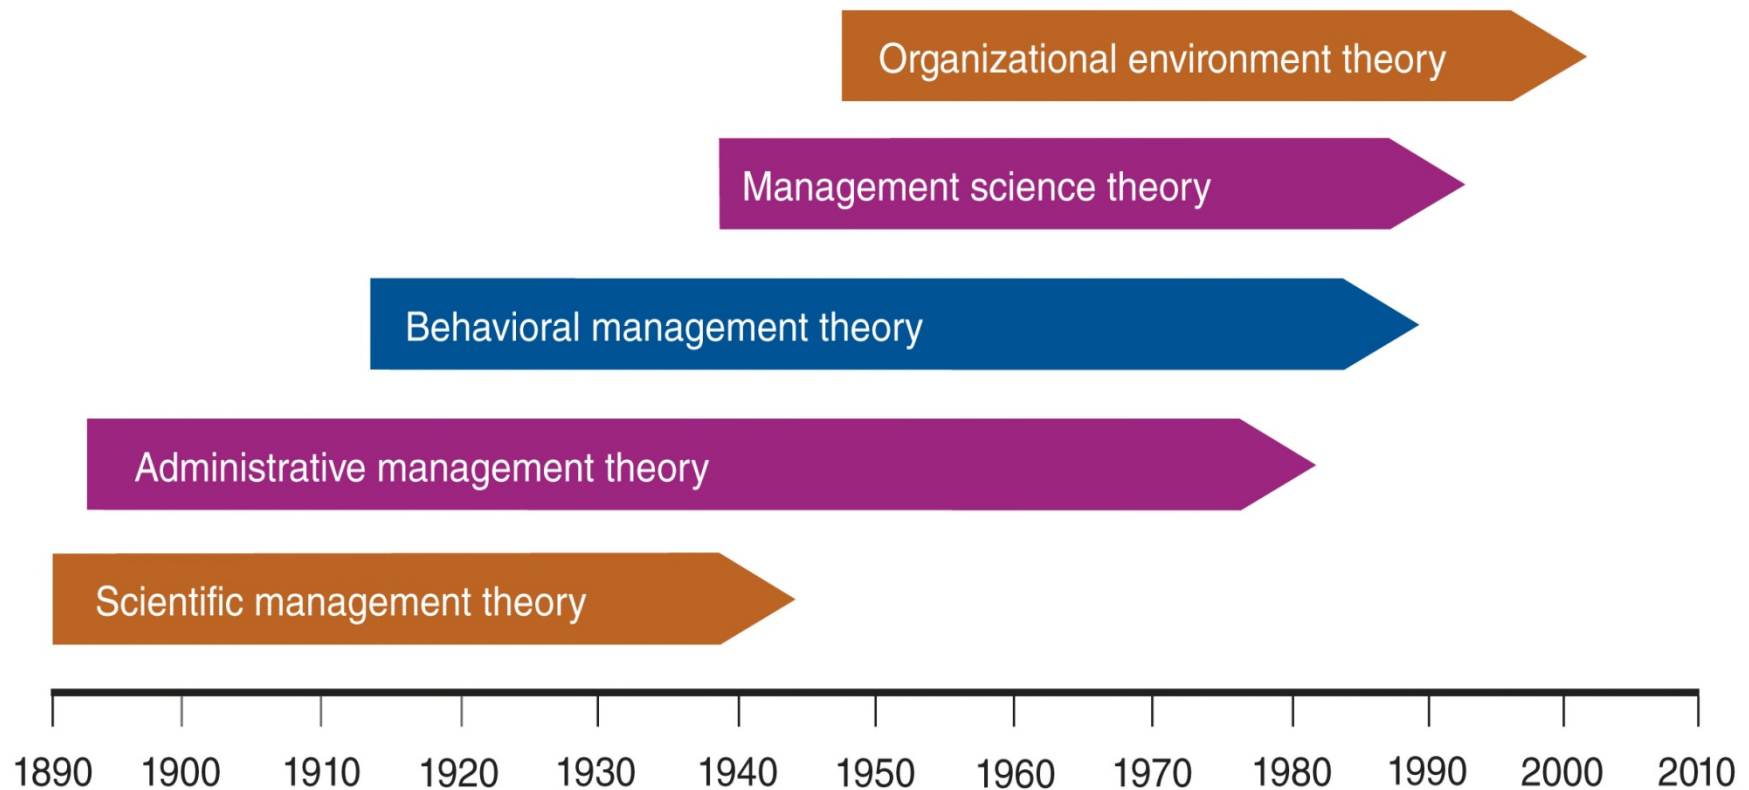 Organizational environment theory
Management science theory
Behavioral management theory
Administrative management theory
Scientific management theory
1890 1900 1910 1920 1930 1940 1950 1960 1970 1980 1990 2000 2010